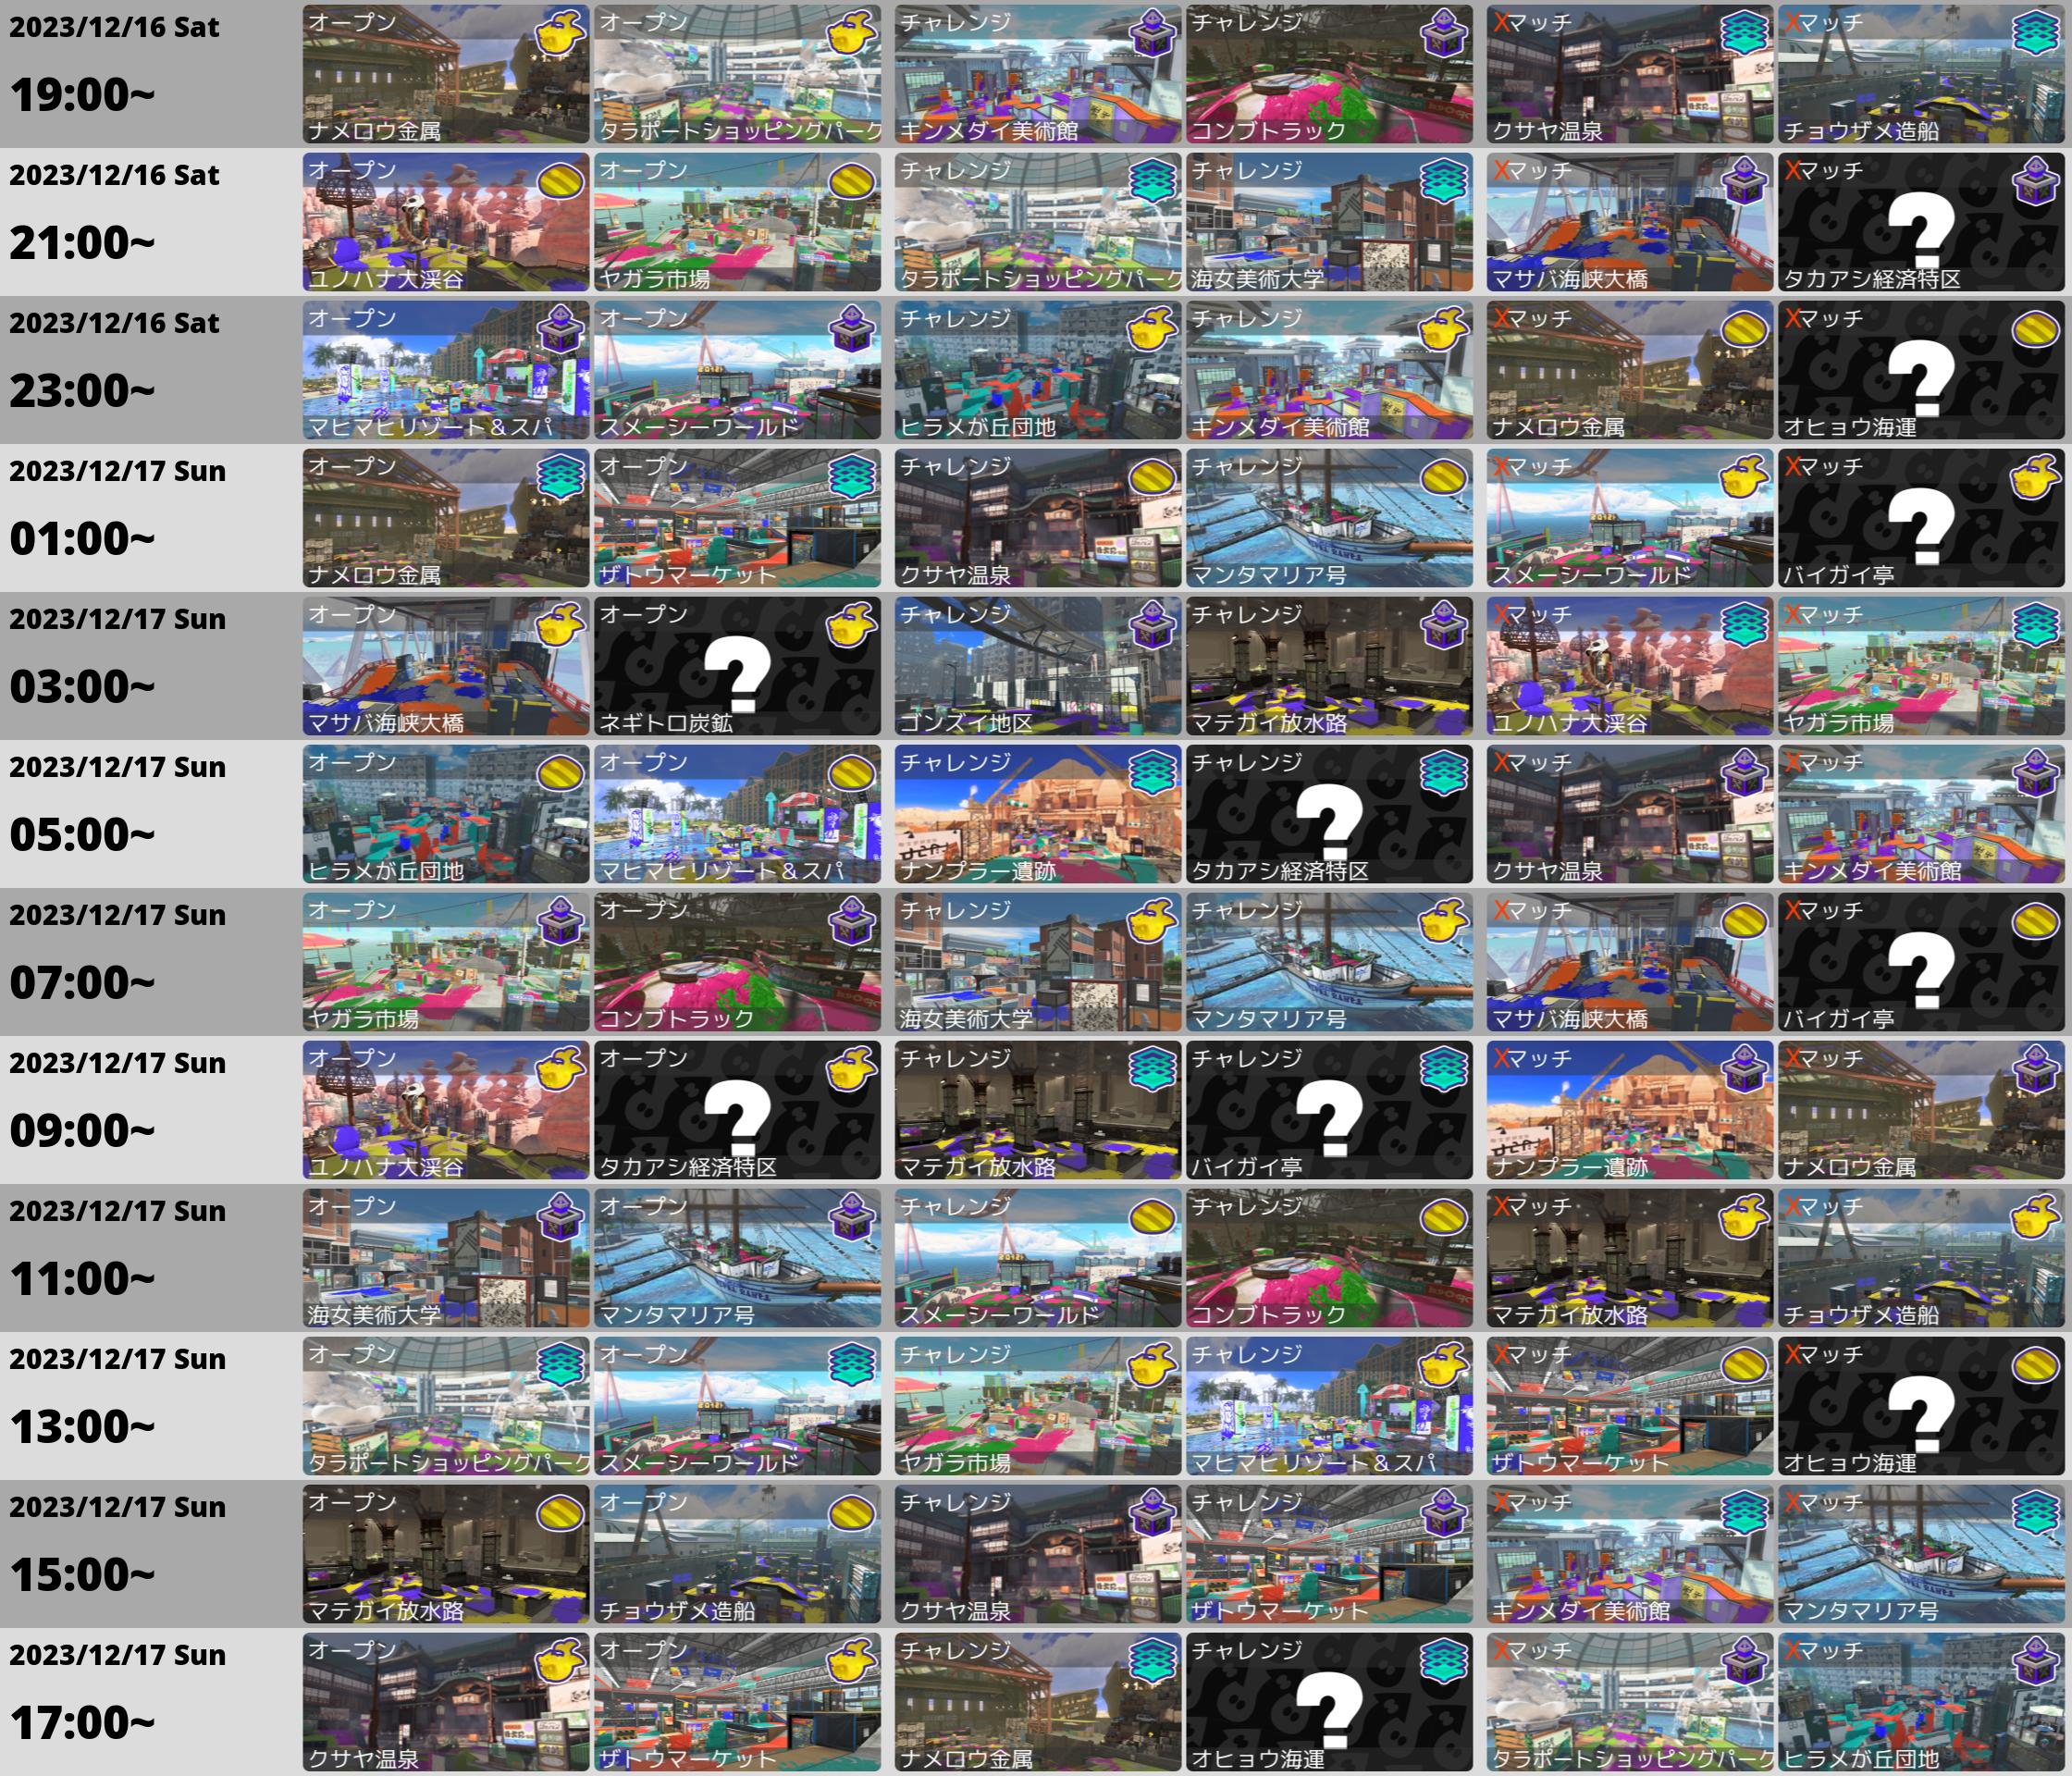 2023/12/16 Sat
19:00~
オープン オープン チャレンジ チャレンジ Xマッチ Xマッチ
ナメロウ金属 タラポートショッピングパーク キンメダイ美術館 コンブトラック クサヤ温泉 チョウザメ造船
2023/12/16 Sat
21:00~
オープン オープン チャレンジ チャレンジ Xマッチ Xマッチ
ユノハナ大渓谷 ヤガラ市場 タラポートショッピングパーク 海女美術大学 マサバ海峡大橋 タカアシ経済特区
2023/12/16 Sat
23:00~
オープン オープン チャレンジ チャレンジ Xマッチ Xマッチ
マヒマヒリゾート&スパ スメーシーワールド ヒラメが丘団地 キンメダイ美術館 ナメロウ金属 オヒョウ海運
2023/12/17 Sun
01:00~
オープン オープン チャレンジ チャレンジ Xマッチ Xマッチ
ナメロウ金属 ザトウマーケット クサヤ温泉 マンタマリア号 スメーシーワールド バイガイ亭
2023/12/17 Sun
03:00~
オープン オープン チャレンジ チャレンジ Xマッチ Xマッチ
マサバ海峡大橋 ネギトロ炭鉱 ゴンズイ地区 マテガイ放水路 ユノハナ大渓谷 ヤガラ市場
2023/12/17 Sun
05:00~
オープン オープン チャレンジ チャレンジ Xマッチ Xマッチ
ヒラメが丘団地 マヒマヒリゾート&スパ ナンプラー遺跡 タカアシ経済特区 クサヤ温泉 キンメダイ美術館
2023/12/17 Sun
07:00~
オープン オープン チャレンジ チャレンジ Xマッチ Xマッチ
ヤガラ市場 コンブトラック 海女美術大学 マンタマリア号 マサバ海峡大橋 バイガイ亭
2023/12/17 Sun
09:00~
オープン オープン チャレンジ チャレンジ Xマッチ Xマッチ
ユノハナ大渓谷 タカアシ経済特区 マテガイ放水路 バイガイ亭 ナンプラー遺跡 ナメロウ金属
2023/12/17 Sun
11:00~
オープン オープン チャレンジ チャレンジ Xマッチ Xマッチ
海女美術大学 マンタマリア号 スメーシーワールド コンブトラック マテガイ放水路 チョウザメ造船
2023/12/17 Sun
13:00~
オープン オープン チャレンジ チャレンジ Xマッチ Xマッチ
タラポートショッピングパーク スメーシーワールド ヤガラ市場 マヒマヒリゾート&スパ ザトウマーケット オヒョウ海運
2023/12/17 Sun
15:00~
オープン オープン チャレンジ チャレンジ Xマッチ Xマッチ
マテガイ放水路 チョウザメ造船 クサヤ温泉 ザトウマーケット キンメダイ美術館 マンタマリア号
2023/12/17 Sun
17:00~
オープン オープン チャレンジ チャレンジ Xマッチ Xマッチ
クサヤ温泉 ザトウマーケット ナメロウ金属 オヒョウ海運 タラポートショッピングパーク ヒラメが丘団地